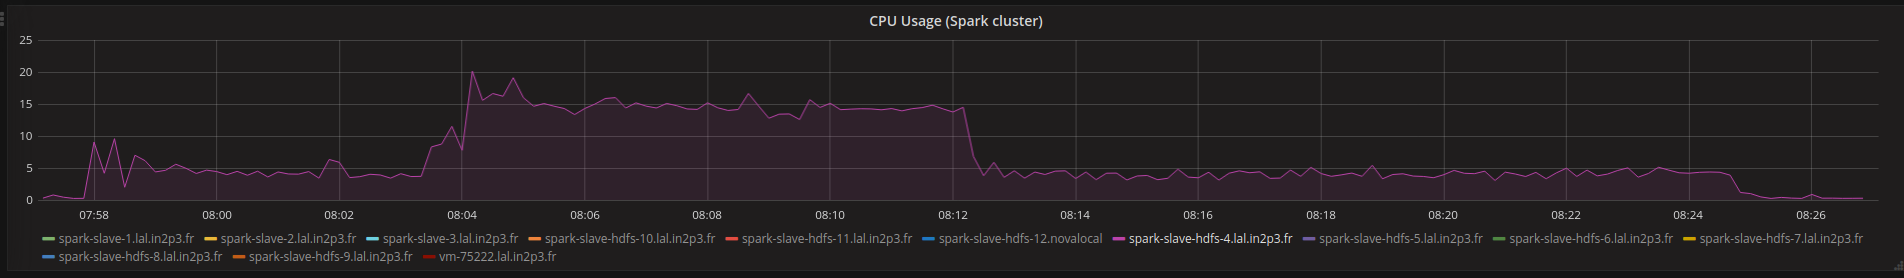 CPU Usage (Spark cluster)
25
20
15
10
5
0
07:58 08:00 08:02 08:04 08:06 08:08 08:10 08:12 08:14 08:16 08:18 08:20 08:22 08:24 08:26
spark-slave-1.lal.in2p3.fr spark-slave-2.lal.in2p3.fr spark-slave-3.lal.in2p3.fr spark-slave-hdfs-10.lal.in2p3.fr spark-slave-hdfs-11.lal.in2p3.fr spark-slave-hdfs-12.novalocal spark-slave-hdfs-4.lal.in2p3.fr spark-slave-hdfs-5.lal.in2p3.fr spark-slave-hdfs-6.lal.in2p3.fr spark-slave-hdfs-7.lal.in2p3.fr
spark-slave-hdfs-8.lal.in2p3.fr spark-slave-hdfs-9.lal.in2p3.fr vm-75222.lal.in2p3.fr